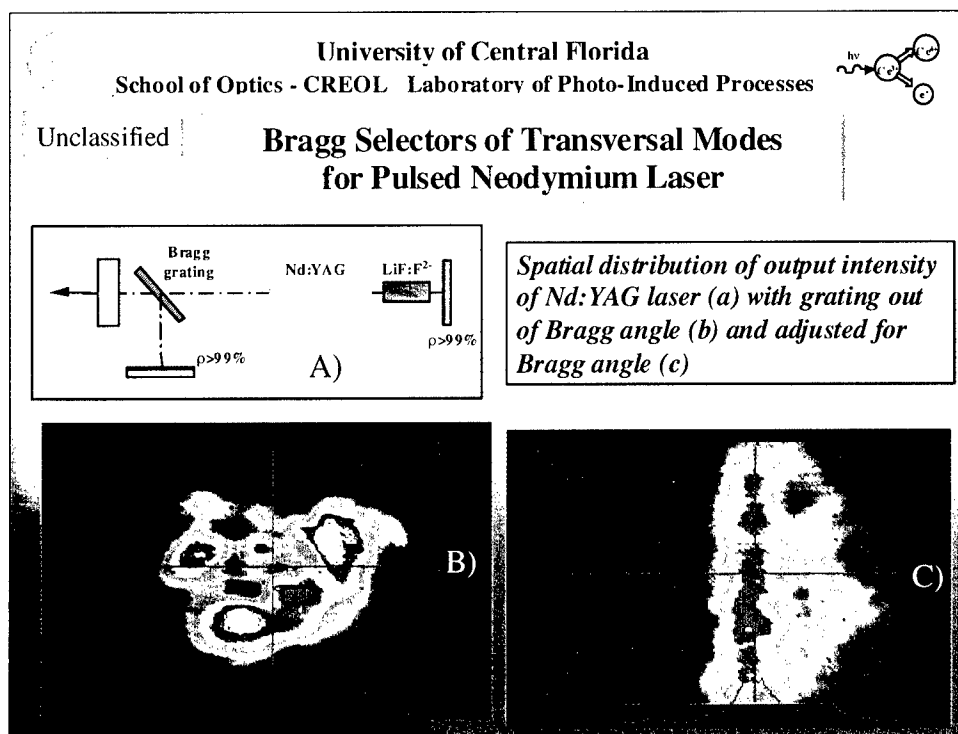 University of Central Florida
School of Optics - CREOL Laboratory of Photo-Induced Processes
hν
Unclassified
Bragg Selectors of Transversal Modes
for Pulsed Neodymium Laser
Bragg
grating
Nd:YAG
LiF:F²⁻
ρ>99%
ρ>99%
A)
Spatial distribution of output intensity
of Nd:YAG laser (a) with grating out
of Bragg angle (b) and adjusted for
Bragg angle (c)
B)
C)